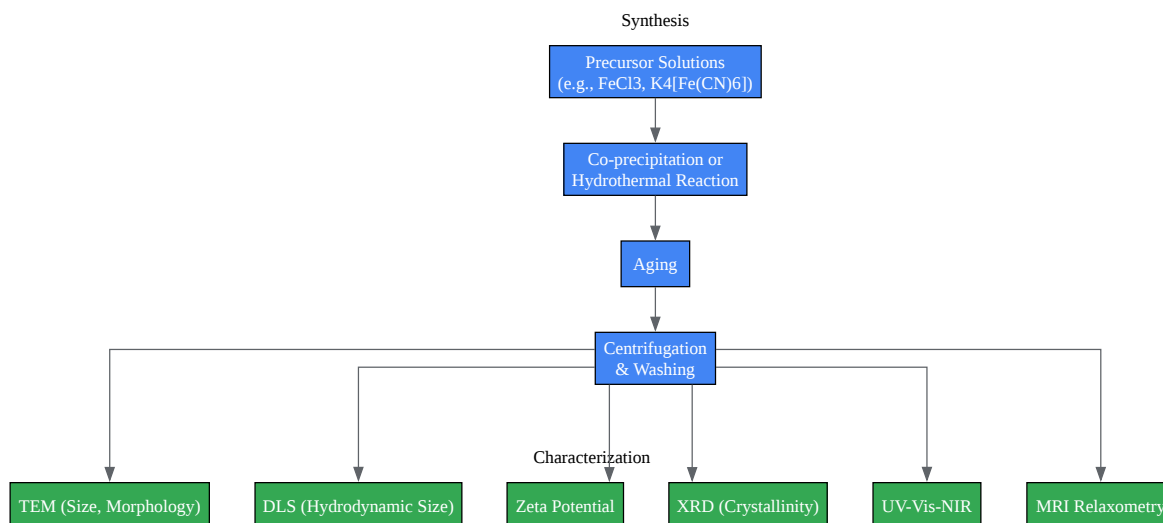 Synthesis
Precursor Solutions
(e.g., FeCl3, K4[Fe(CN)6])
Co-precipitation or
Hydrothermal Reaction
Aging
Centrifugation
& Washing
Characterization
TEM (Size, Morphology)
DLS (Hydrodynamic Size)
Zeta Potential
XRD (Crystallinity)
UV-Vis-NIR
MRI Relaxometry